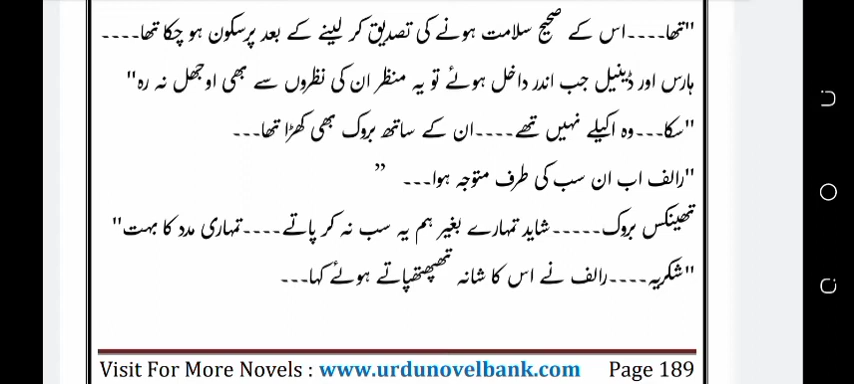 "تھا۔۔۔۔اس کے صحیح سلامت ہونے کی تصدیق کر لینے کے بعد پرسکون ہو چکا تھا۔۔۔۔
ہارس اور ڈینیل جب اندر داخل ہوئے تو یہ منظر ان کی نظروں سے بھی اوجھل نہ رہ"
"سکا۔۔۔وہ اکیلے نہیں تھے۔۔۔۔ان کے ساتھ بروک بھی کھڑا تھا۔۔۔
"رالف اب ان سب کی طرف متوجہ ہوا۔۔۔ ”
تھینکس بروک۔۔۔۔۔شاید تمہارے بغیر ہم یہ سب نہ کر پاتے۔۔۔۔تمہاری مدد کا بہت"
"شکریہ۔۔۔۔رالف نے اس کا شانہ تھپتھپاتے ہوئے کہا۔۔۔
Visit For More Novels : www.urdunovelbank.com Page 189